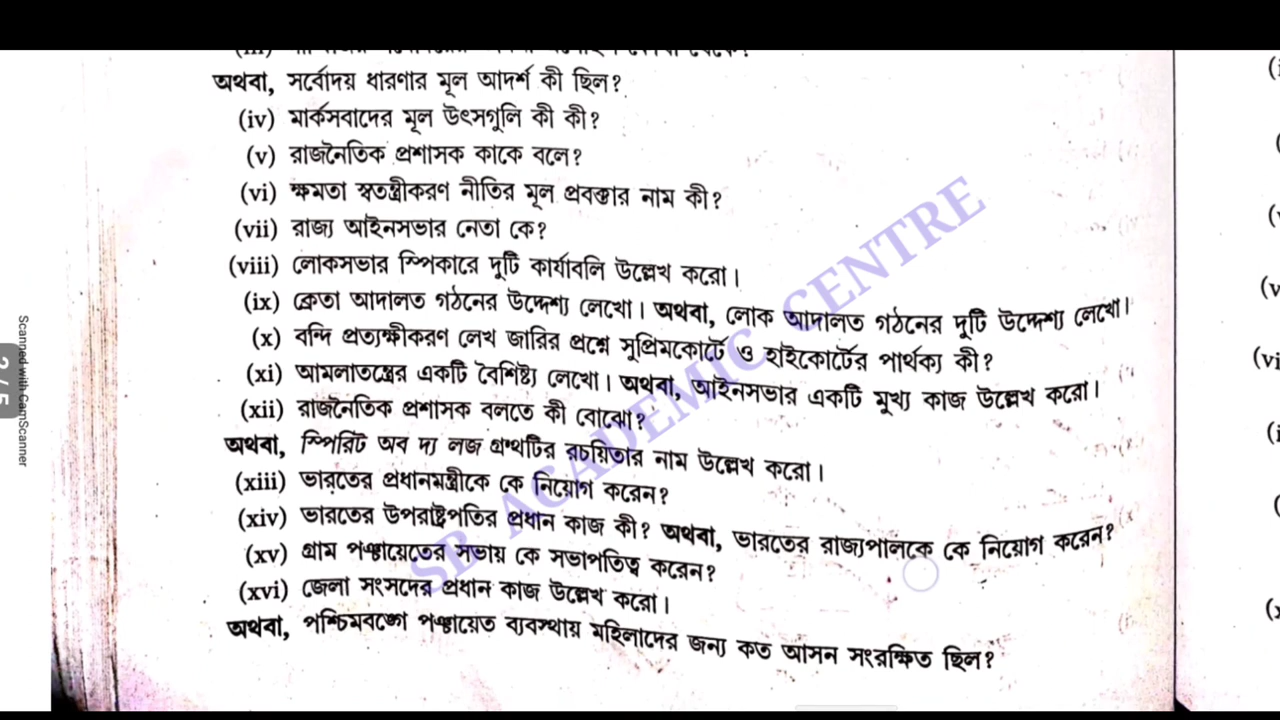 অথবা, সর্বোদয় ধারণার মূল আদর্শ কী ছিল?
(iv) মার্কসবাদের মূল উৎসগুলি কী কী?
(v) রাজনৈতিক প্রশাসক কাকে বলে?
(vi) ক্ষমতা স্বতন্ত্রীকরণ নীতির মূল প্রবক্তার নাম কী?
(vii) রাজ্য আইনসভার নেতা কে?
(viii) লোকসভার স্পিকারে দুটি কার্যাবলি উল্লেখ করো।
(ix) ক্রেতা আদালত গঠনের উদ্দেশ্য লেখো। অথবা, লোক আদালত গঠনের দুটি উদ্দেশ্য লেখো।
(x) বন্দি প্রত্যক্ষীকরণ লেখ জারির প্রশ্নে সুপ্রিমকোর্টে ও হাইকোর্টের পার্থক্য কী?
(xi) আমলাতন্ত্রের একটি বৈশিষ্ট্য লেখো। অথবা, আইনসভার একটি মুখ্য কাজ উল্লেখ করো।
(xii) রাজনৈতিক প্রশাসক বলতে কী বোঝো?
অথবা, স্পিরিট অব দ্য লজ গ্রন্থটির রচয়িতার নাম উল্লেখ করো।
(xiii) ভারতের প্রধানমন্ত্রীকে কে নিয়োগ করেন?
(xiv) ভারতের উপরাষ্ট্রপতির প্রধান কাজ কী? অথবা, ভারতের রাজ্যপালকে কে নিয়োগ করেন?
(xv) গ্রাম পঞ্চায়েতের সভায় কে সভাপতিত্ব করেন?
(xvi) জেলা সংসদের প্রধান কাজ উল্লেখ করো।
অথবা, পশ্চিমবঙ্গে পঞ্চায়েত ব্যবস্থায় মহিলাদের জন্য কত আসন সংরক্ষিত ছিল?
SB ACADEMIC CENTRE
Scanned with CamScanner
2 / 5